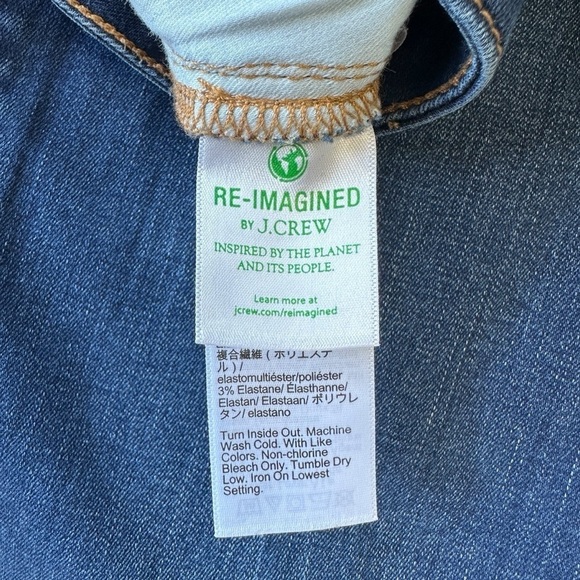 RE-IMAGINED
BY J.CREW
INSPIRED BY THE PLANET
AND ITS PEOPLE.
Learn more at
jcrew.com/reimagined
複合繊維（ポリエステ
ル）/
elastomultiéster/poliéster
3% Elastane/ Élasthanne/
Elastan/ Elastaan/ ポリウレ
タン/ elastano
Turn Inside Out. Machine
Wash Cold. With Like
Colors. Non-chlorine
Bleach Only. Tumble Dry
Low. Iron On Lowest
Setting.